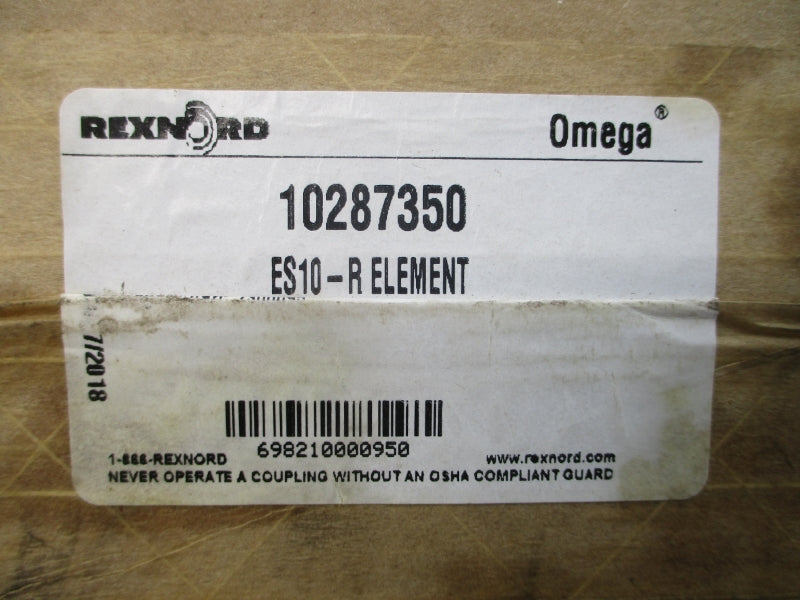 REXNORD
Omega®
10287350
ES10-R ELEMENT
7/2018
698210000950
1-888-REXNORD
www.rexnord.com
NEVER OPERATE A COUPLING WITHOUT AN OSHA COMPLIANT GUARD